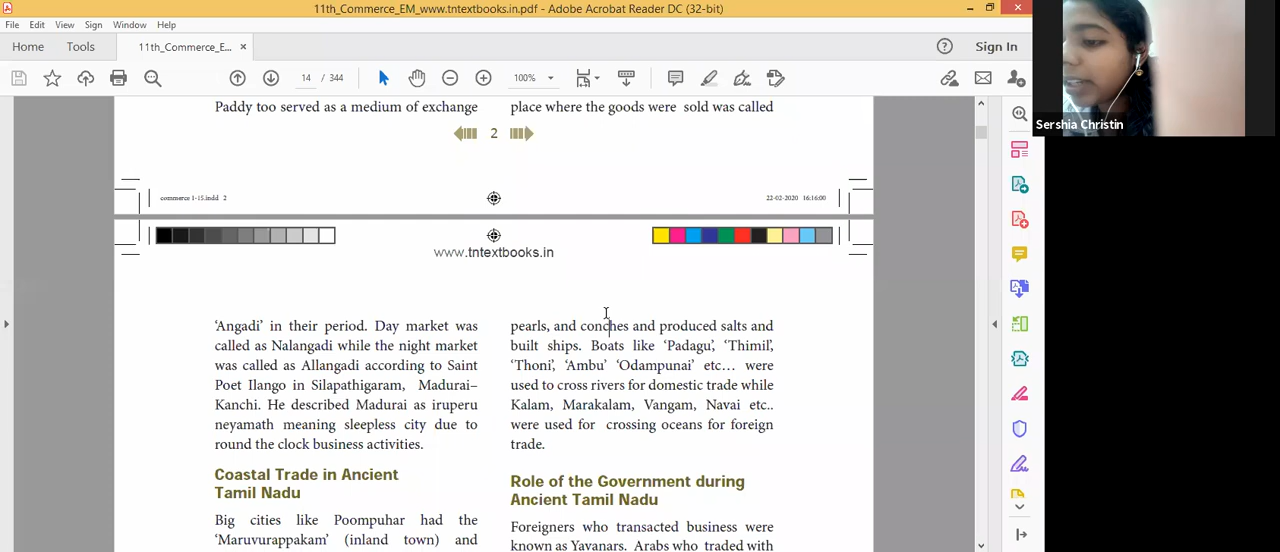 11th_Commerce_EM_www.tntextbooks.in.pdf - Adobe Acrobat Reader DC (32-bit)
File Edit View Sign Window Help
Home Tools 11th_Commerce_E... × Sign In
14 / 344 100%
Sershia Christin
Paddy too served as a medium of exchange
place where the goods were sold was called
2
commerce 1-15.indd 2 22-02-2020 16:16:00
www.tntextbooks.in
‘Angadi’ in their period. Day market was
called as Nalangadi while the night market
was called as Allangadi according to Saint
Poet Ilango in Silapathigaram, Madurai–
Kanchi. He described Madurai as iruperu
neyamath meaning sleepless city due to
round the clock business activities.
Coastal Trade in Ancient
Tamil Nadu
Big cities like Poompuhar had the
‘Maruvurappakam’ (inland town) and
pearls, and conches and produced salts and
built ships. Boats like ‘Padagu’, ‘Thimil’,
‘Thoni’, ‘Ambu’ ‘Odampunai’ etc… were
used to cross rivers for domestic trade while
Kalam, Marakalam, Vangam, Navai etc..
were used for crossing oceans for foreign
trade.
Role of the Government during
Ancient Tamil Nadu
Foreigners who transacted business were
known as Yavanars. Arabs who traded with